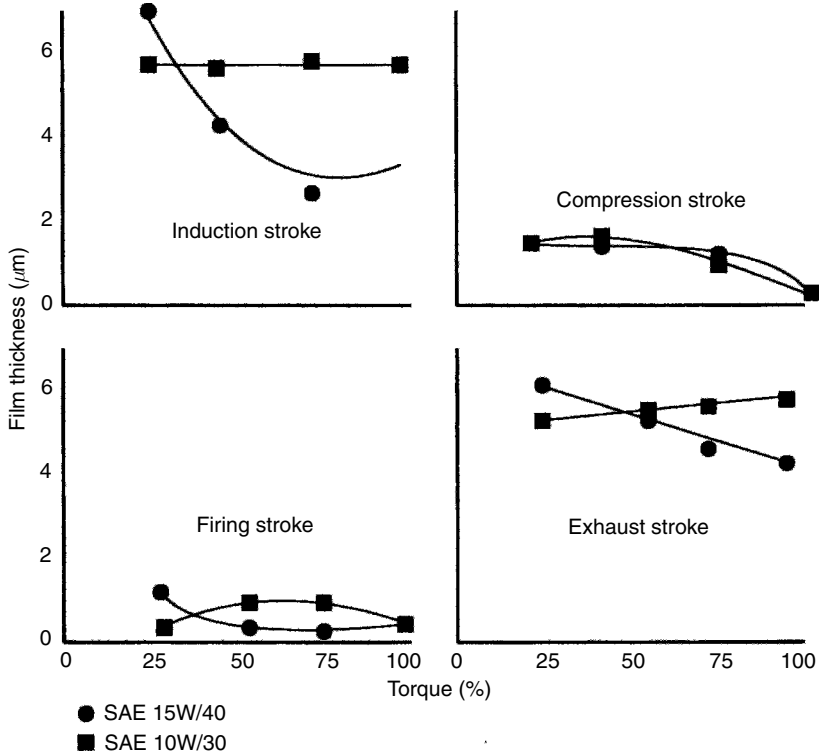 Film thickness (μm)
6
4
2
0
Induction stroke
Compression stroke
6
4
2
0
Firing stroke
Exhaust stroke
0 25 50 75 100
0 25 50 75 100
Torque (%)
SAE 15W/40
SAE 10W/30